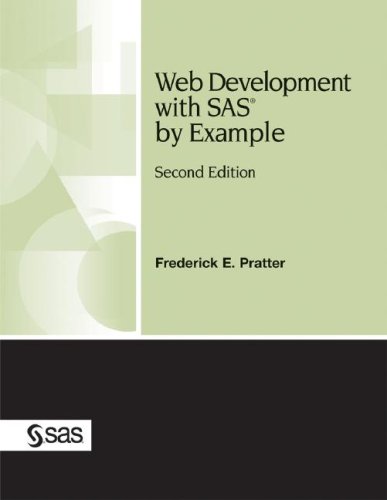 Web Development
with SAS®
by Example
Second Edition
Frederick E. Pratter
sas